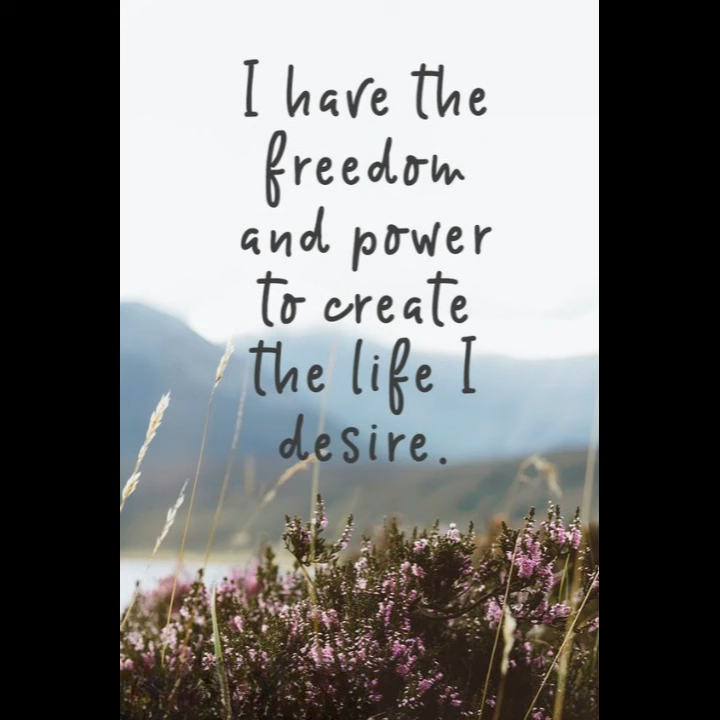 I have the
freedom
and power
to create
the life I
desire.